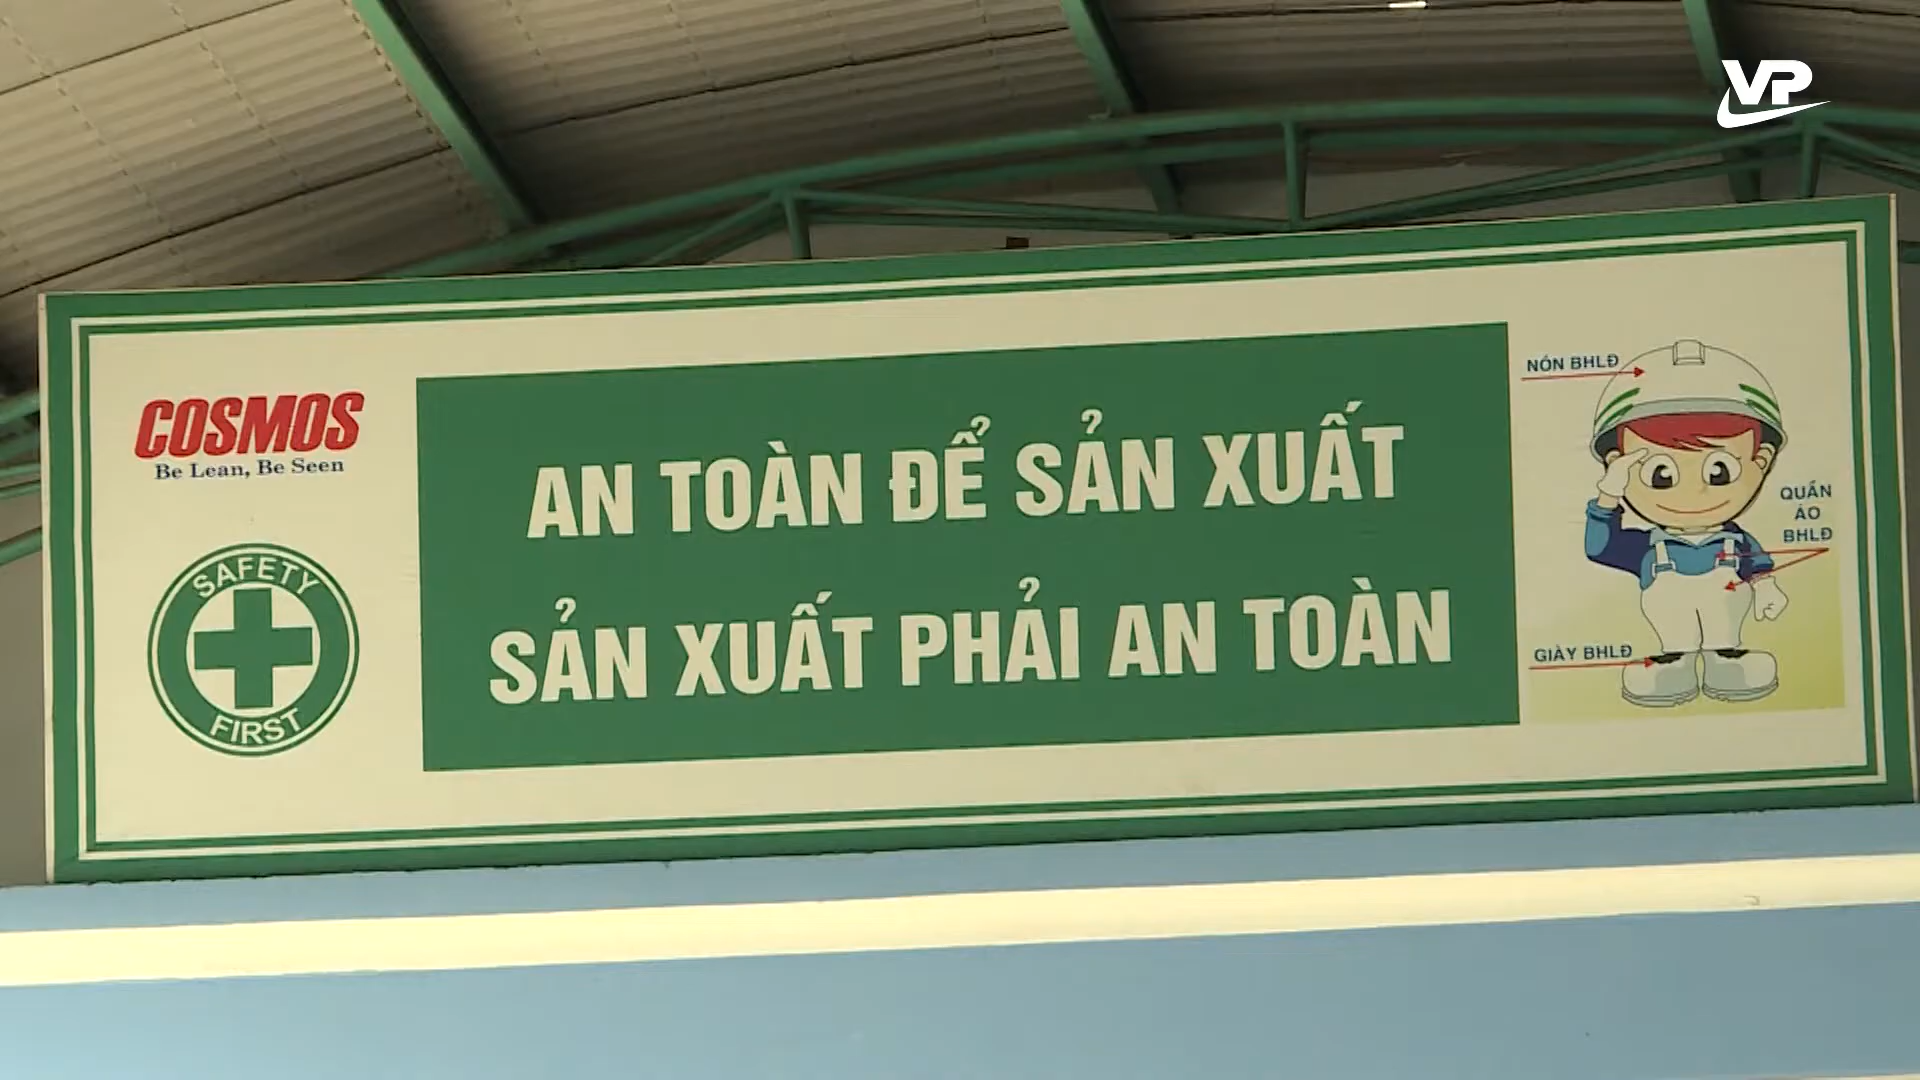 VP
COSMOS
Be Lean, Be Seen
SAFETY
FIRST
AN TOÀN ĐỂ SẢN XUẤT
SẢN XUẤT PHẢI AN TOÀN
NÓN BHLĐ
QUẦN
ÁO
BHLĐ
GIÀY BHLĐ